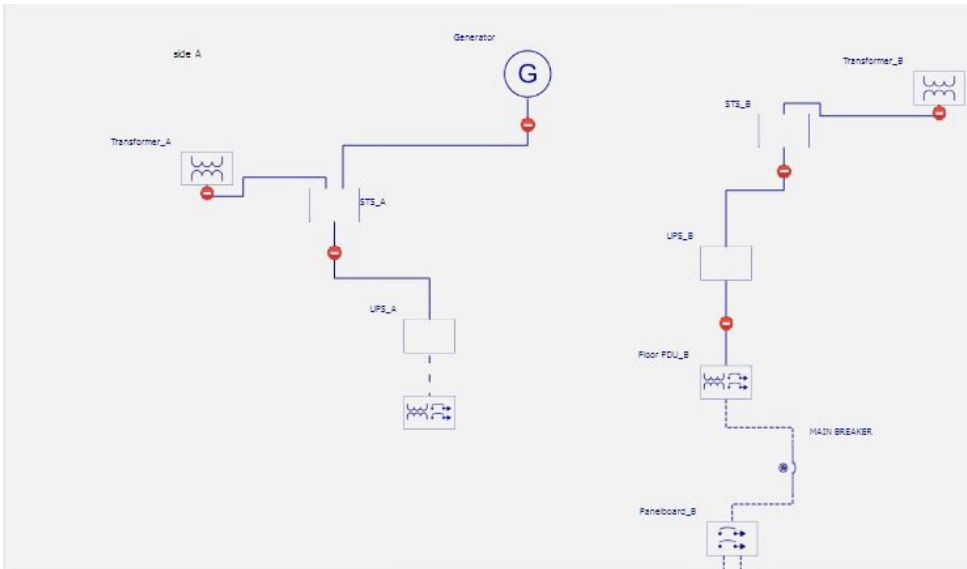 Generator
side A
Transformer_B
G
STS_B
Transformer_A
STS_A
UPS_B
UPS_A
Floor PDU_B
MAIN BREAKER
Panelboard_B